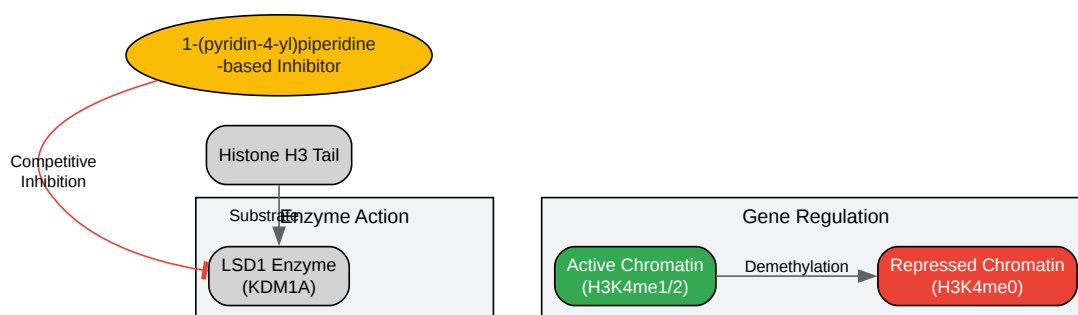 1-(pyridin-4-yl)piperidine
-based Inhibitor
Competitive
Inhibition
Histone H3 Tail
Substrate
Enzyme Action
LSD1 Enzyme
(KDM1A)
Gene Regulation
Active Chromatin
(H3K4me1/2)
Demethylation
Repressed Chromatin
(H3K4me0)